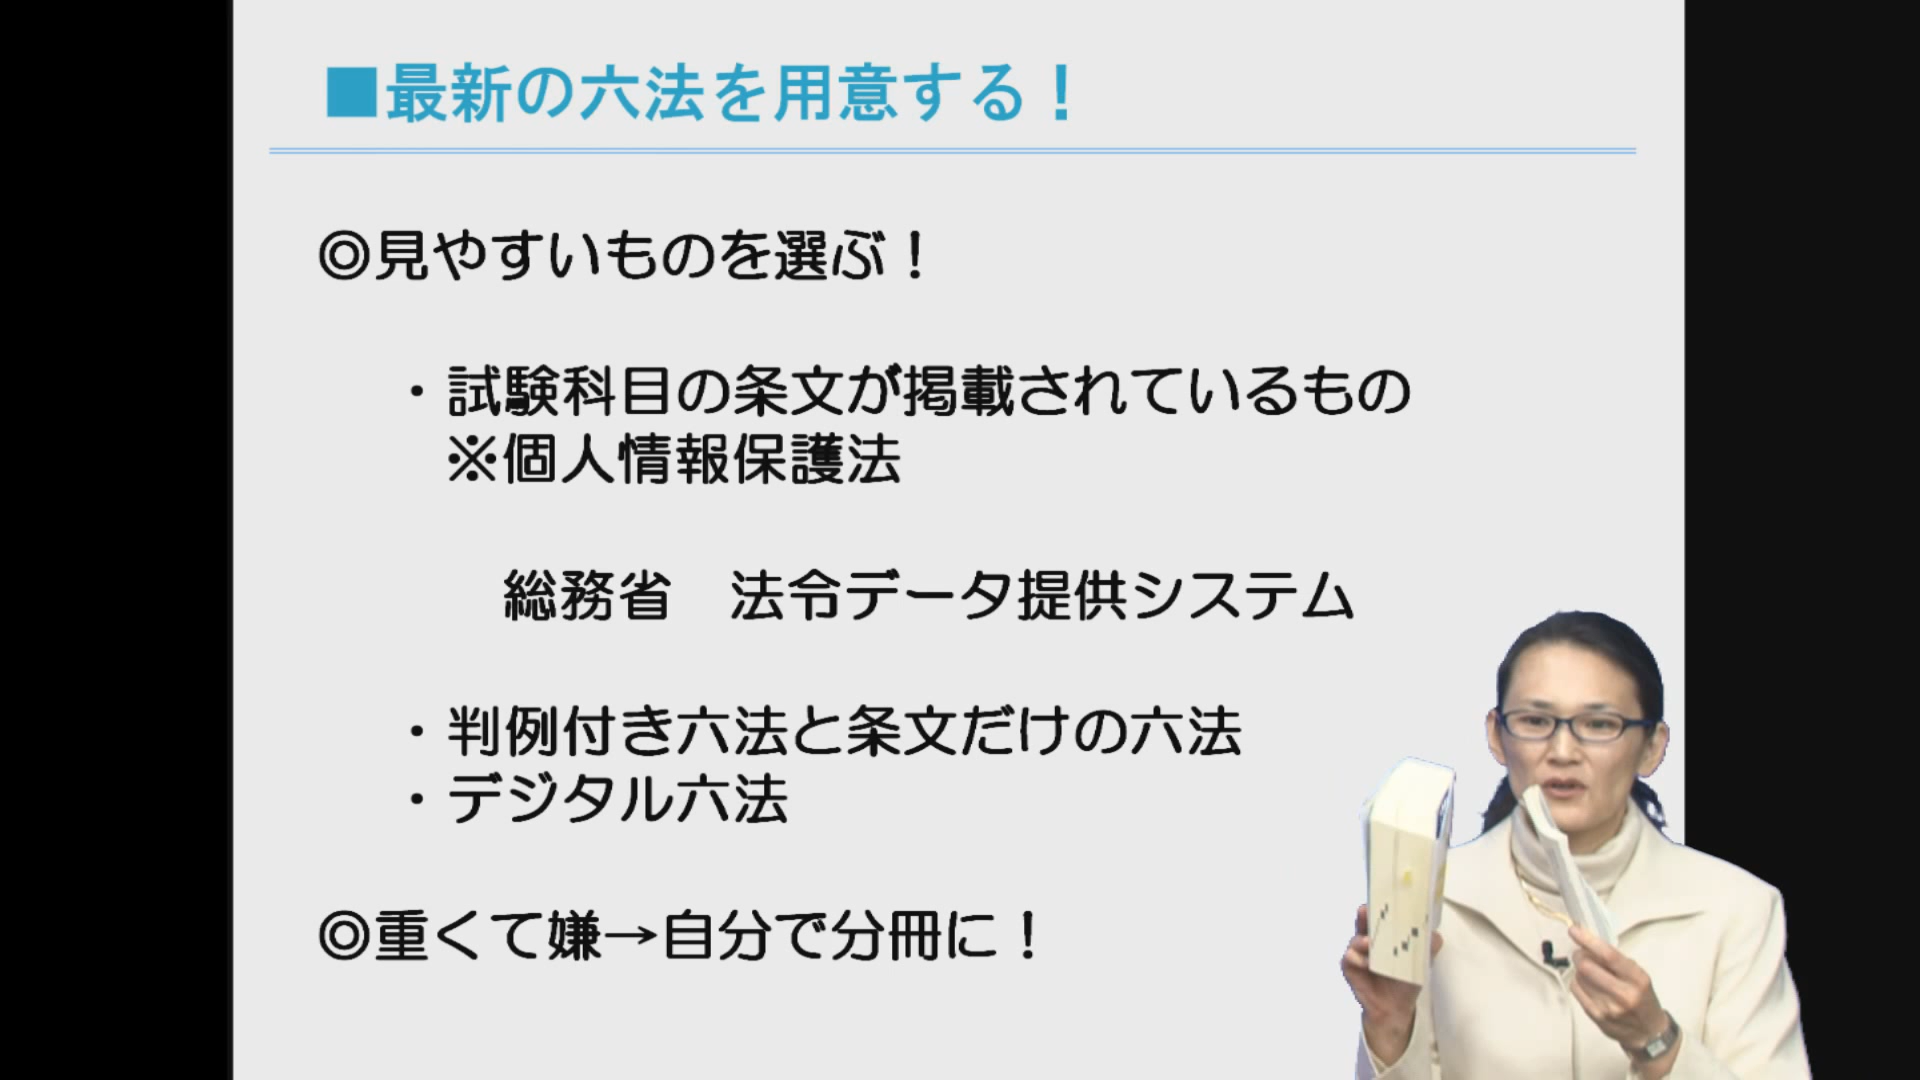 ■最新の六法を用意する！
◎見やすいものを選ぶ！
・試験科目の条文が掲載されているもの
※個人情報保護法
総務省　法令データ提供システム
・判例付き六法と条文だけの六法
・デジタル六法
◎重くて嫌→自分で分冊に！